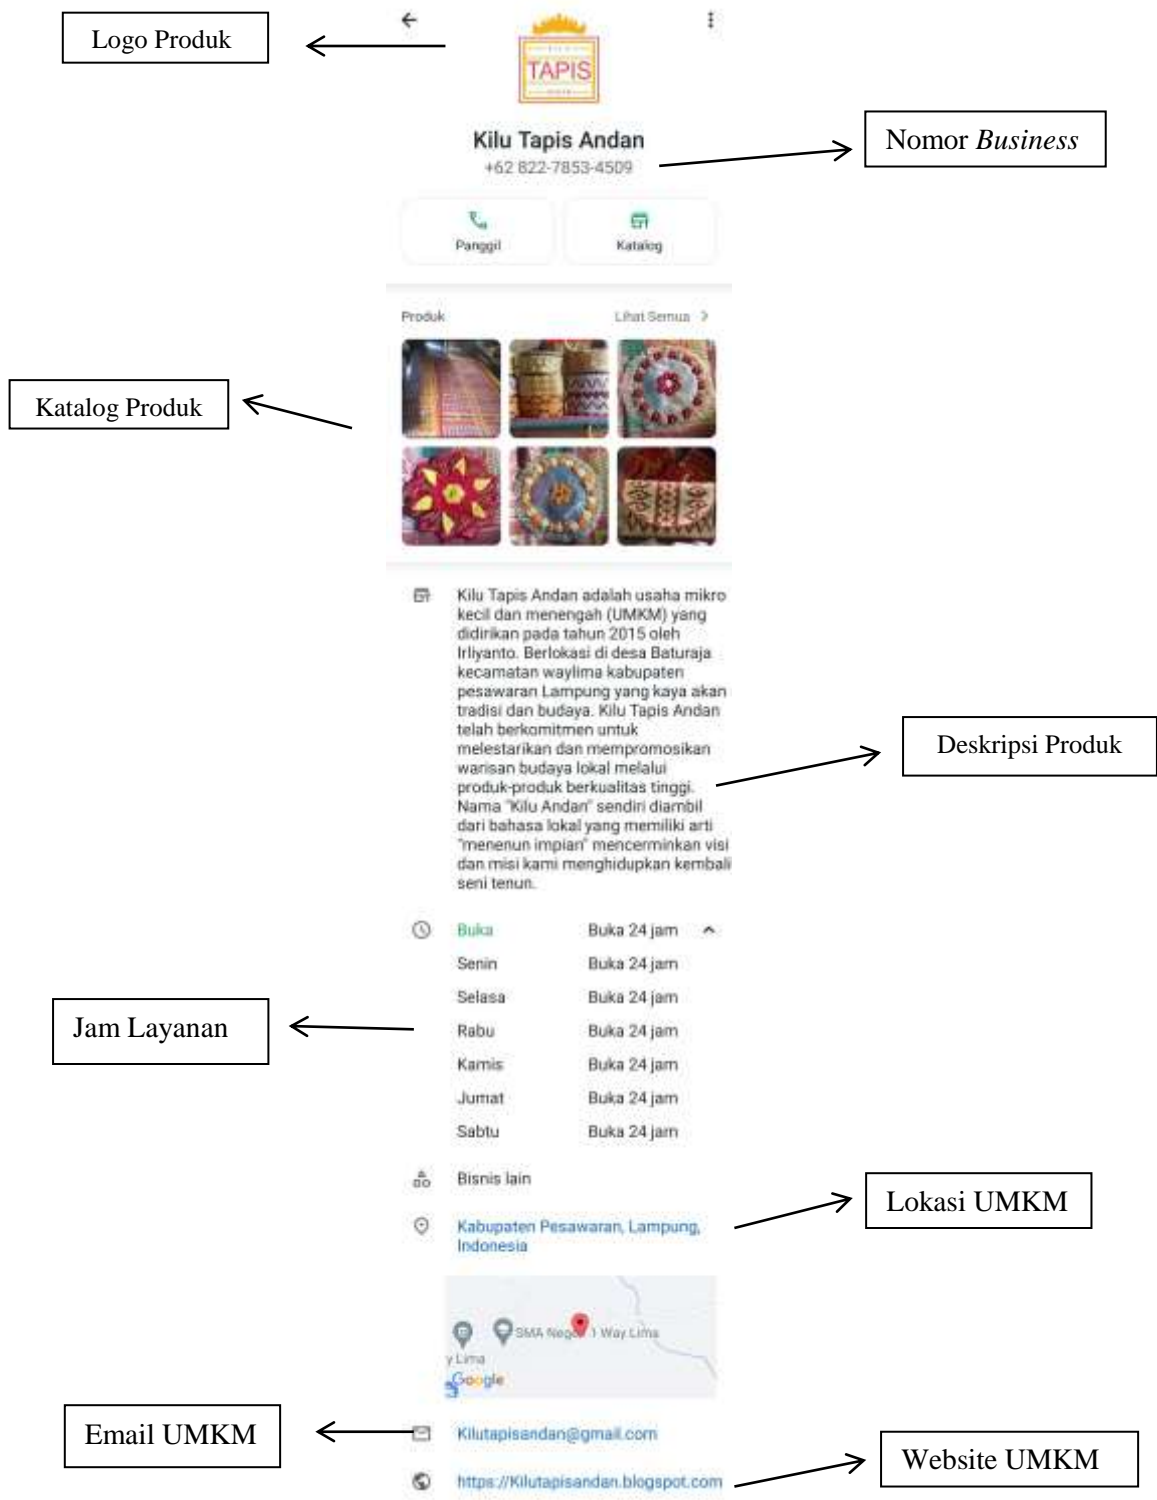 Logo Produk
TAPIS
Kilu Tapis Andan
+62 822-7853-4509
Nomor Business
Panggil
Katalog
Produk
Lihat Semua
Katalog Produk
Kilu Tapis Andan adalah usaha mikro
kecil dan menengah (UMKM) yang
didirikan pada tahun 2015 oleh
Irliyanto. Berlokasi di desa Baturaja
kecamatan waylima kabupaten
pesawaran Lampung yang kaya akan
tradisi dan budaya. Kilu Tapis Andan
telah berkomitmen untuk
melestarikan dan mempromosikan
warisan budaya lokal melalui
produk-produk berkualitas tinggi.
Nama "Kilu Andan" sendiri diambil
dari bahasa lokal yang memiliki arti
"menenun impian" mencerminkan visi
dan misi kami menghidupkan kembali
seni tenun.
Deskripsi Produk
Buka Buka 24 jam
Senin Buka 24 jam
Selasa Buka 24 jam
Rabu Buka 24 jam
Kamis Buka 24 jam
Jumat Buka 24 jam
Sabtu Buka 24 jam
Jam Layanan
Bisnis lain
Kabupaten Pesawaran, Lampung,
Indonesia
Lokasi UMKM
SMA Neger 1 Way Lima
y Lima
Google
Email UMKM
Kilutapisandan@gmail.com
https://Kilutapisandan.blogspot.com
Website UMKM